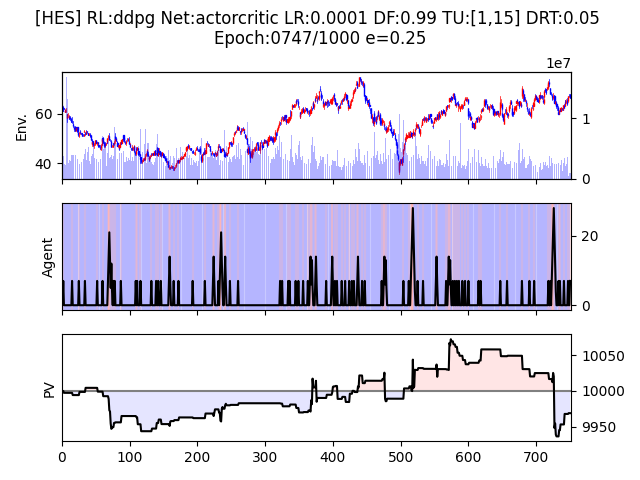 [HES] RL:ddpg Net:actorcritic LR:0.0001 DF:0.99 TU:[1,15] DRT:0.05
Epoch:0747/1000 e=0.25
1e7
Env.
60
40
1
0
Agent
20
0
PV
10050
10000
9950
0 100 200 300 400 500 600 700